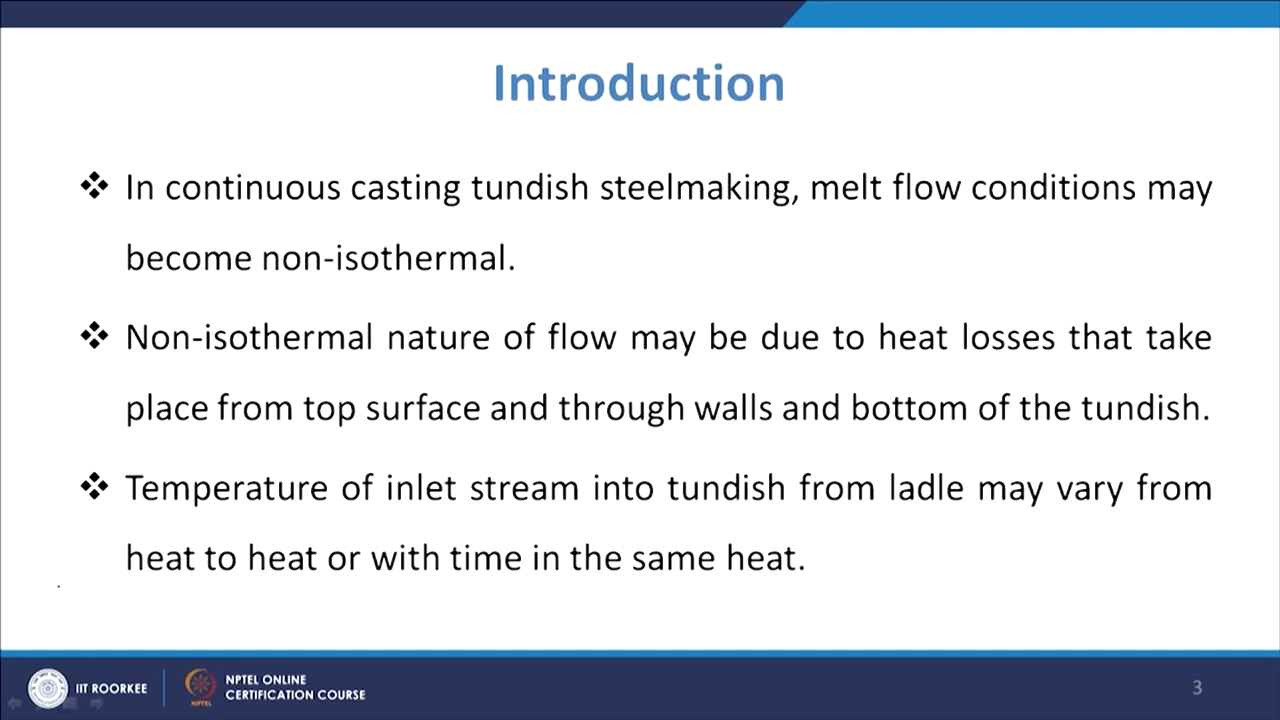 Introduction
❖ In continuous casting tundish steelmaking, melt flow conditions may
become non-isothermal.
❖ Non-isothermal nature of flow may be due to heat losses that take
place from top surface and through walls and bottom of the tundish.
❖ Temperature of inlet stream into tundish from ladle may vary from
heat to heat or with time in the same heat.
IIT ROORKEE
NPTEL
NPTEL ONLINE
CERTIFICATION COURSE
3